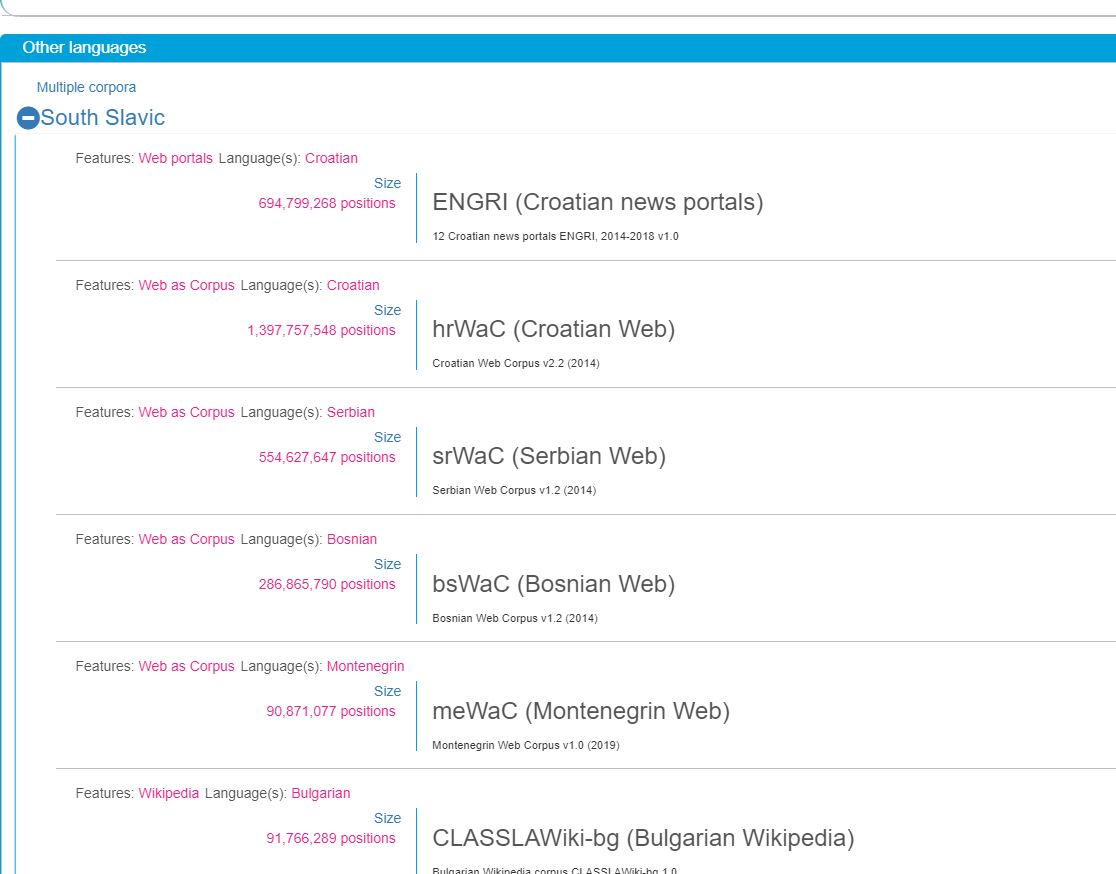 Other languages
Multiple corpora
South Slavic
Features: Web portals Language(s): Croatian
Size
694,799,268 positions
ENGRI (Croatian news portals)
12 Croatian news portals ENGRI, 2014-2018 v1.0
Features: Web as Corpus Language(s): Croatian
Size
1,397,757,548 positions
hrWaC (Croatian Web)
Croatian Web Corpus v2.2 (2014)
Features: Web as Corpus Language(s): Serbian
Size
554,627,647 positions
srWaC (Serbian Web)
Serbian Web Corpus v1.2 (2014)
Features: Web as Corpus Language(s): Bosnian
Size
286,865,790 positions
bsWaC (Bosnian Web)
Bosnian Web Corpus v1.2 (2014)
Features: Web as Corpus Language(s): Montenegrin
Size
90,871,077 positions
meWaC (Montenegrin Web)
Montenegrin Web Corpus v1.0 (2019)
Features: Wikipedia Language(s): Bulgarian
Size
91,766,289 positions
CLASSLAWiki-bg (Bulgarian Wikipedia)
Bulgarian Wikipedia corpus CLASSLAWiki-bg 1.0